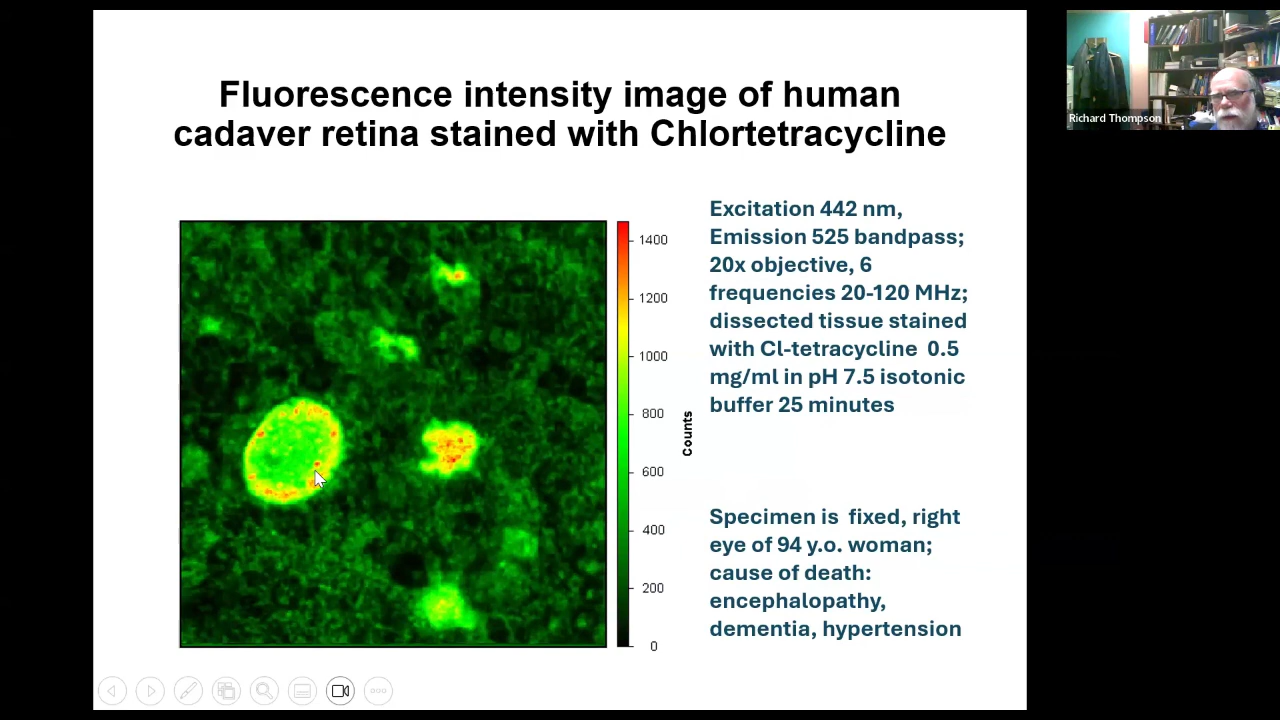 Fluorescence intensity image of human
cadaver retina stained with Chlortetracycline
1400
1200
1000
800
600
400
200
0
Counts
Excitation 442 nm,
Emission 525 bandpass;
20x objective, 6
frequencies 20-120 MHz;
dissected tissue stained
with Cl-tetracycline  0.5
mg/ml in pH 7.5 isotonic
buffer 25 minutes
Specimen is  fixed, right
eye of 94 y.o. woman;
cause of death:
encephalopathy,
dementia, hypertension
Richard Thompson